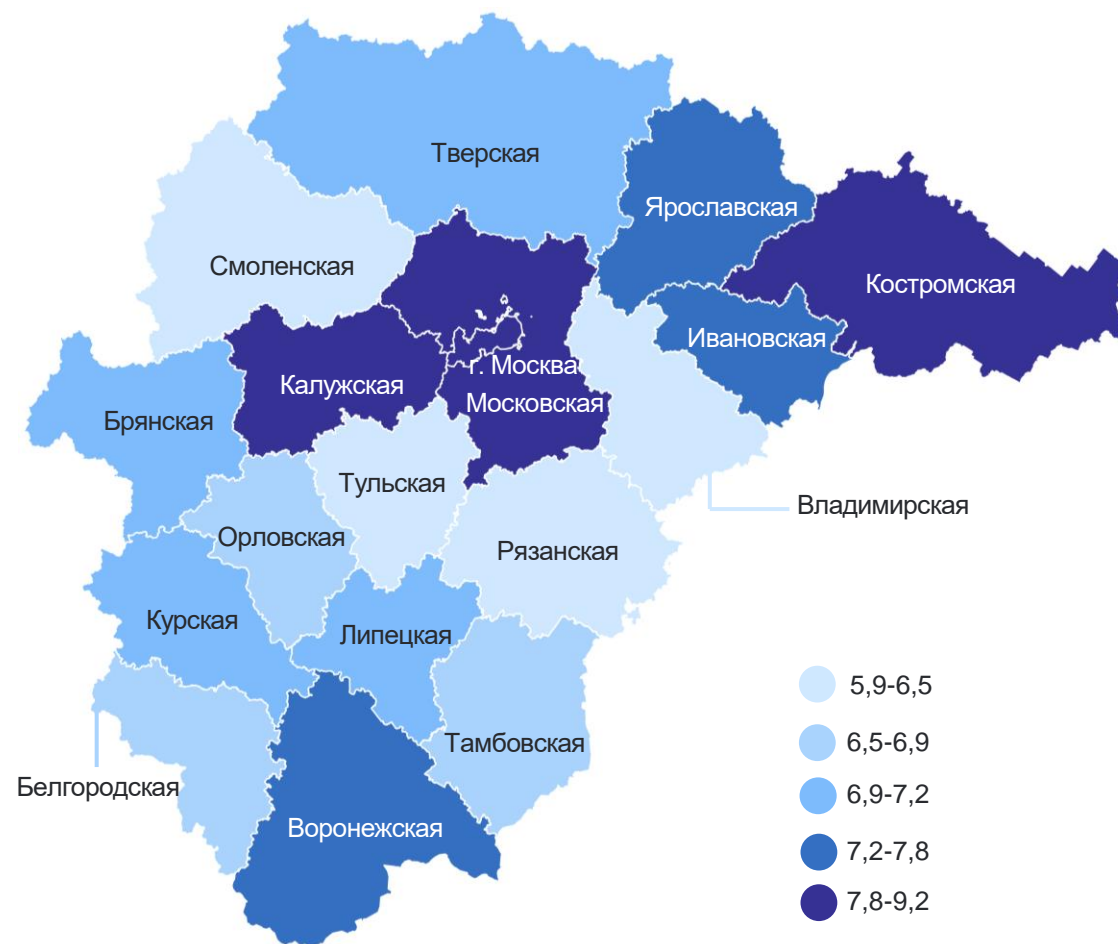 Тверская
Ярославская
Смоленская
Костромская
Ивановская
г. Москва
Калужская
Московская
Брянская
Тульская
Владимирская
Орловская
Рязанская
Курская
Липецкая
Тамбовская
Белгородская
Воронежская
5,9-6,5
6,5-6,9
6,9-7,2
7,2-7,8
7,8-9,2